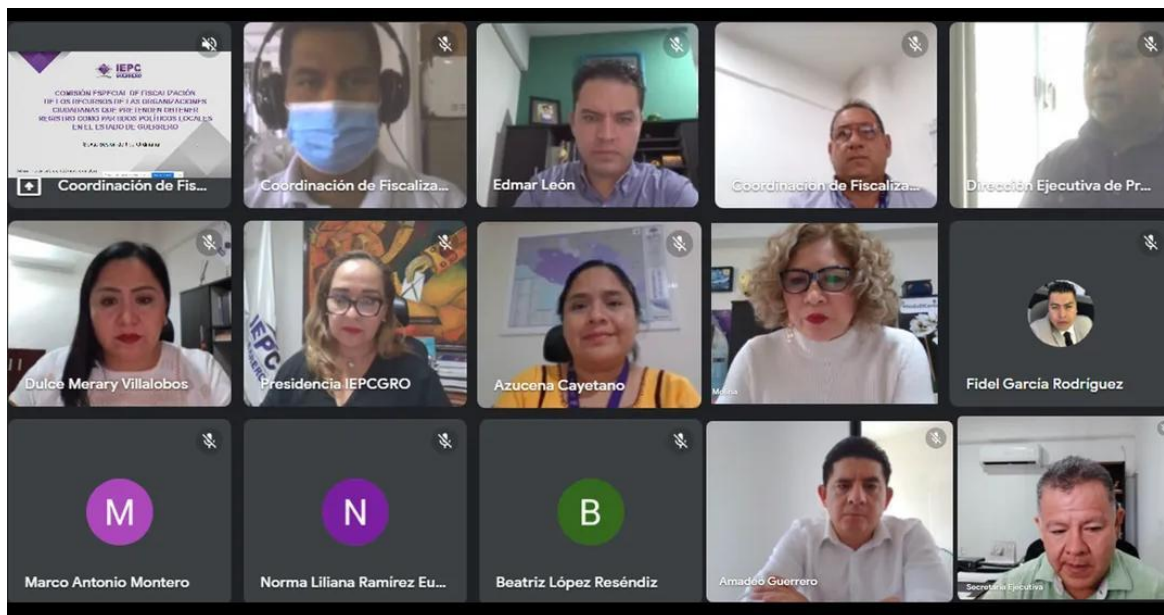 IEPC
COMISIÓN ESPECIAL DE FISCALIZACIÓN
DE LOS RECURSOS DE LAS ORGANIZACIONES
CIUDADANAS QUE PRETENDEN OBTENER
REGISTRO COMO PARTIDOS POLÍTICOS LOCALES
EN EL ESTADO DE GUERRERO
Coordinación de Fis...
Coordinación de Fiscaliza...
Edmar León
Coordinación de Fiscaliza...
Dirección Ejecutiva de Pr...
Dulce Merary Villalobos
IEPC
Presidencia IEPCGRO
Azucena Cayetano
Fidel García Rodríguez
M
Marco Antonio Montero
N
Norma Liliana Ramírez Eu...
B
Beatriz López Reséndiz
Amadeo Guerrero
Secretaría Ejecutiva